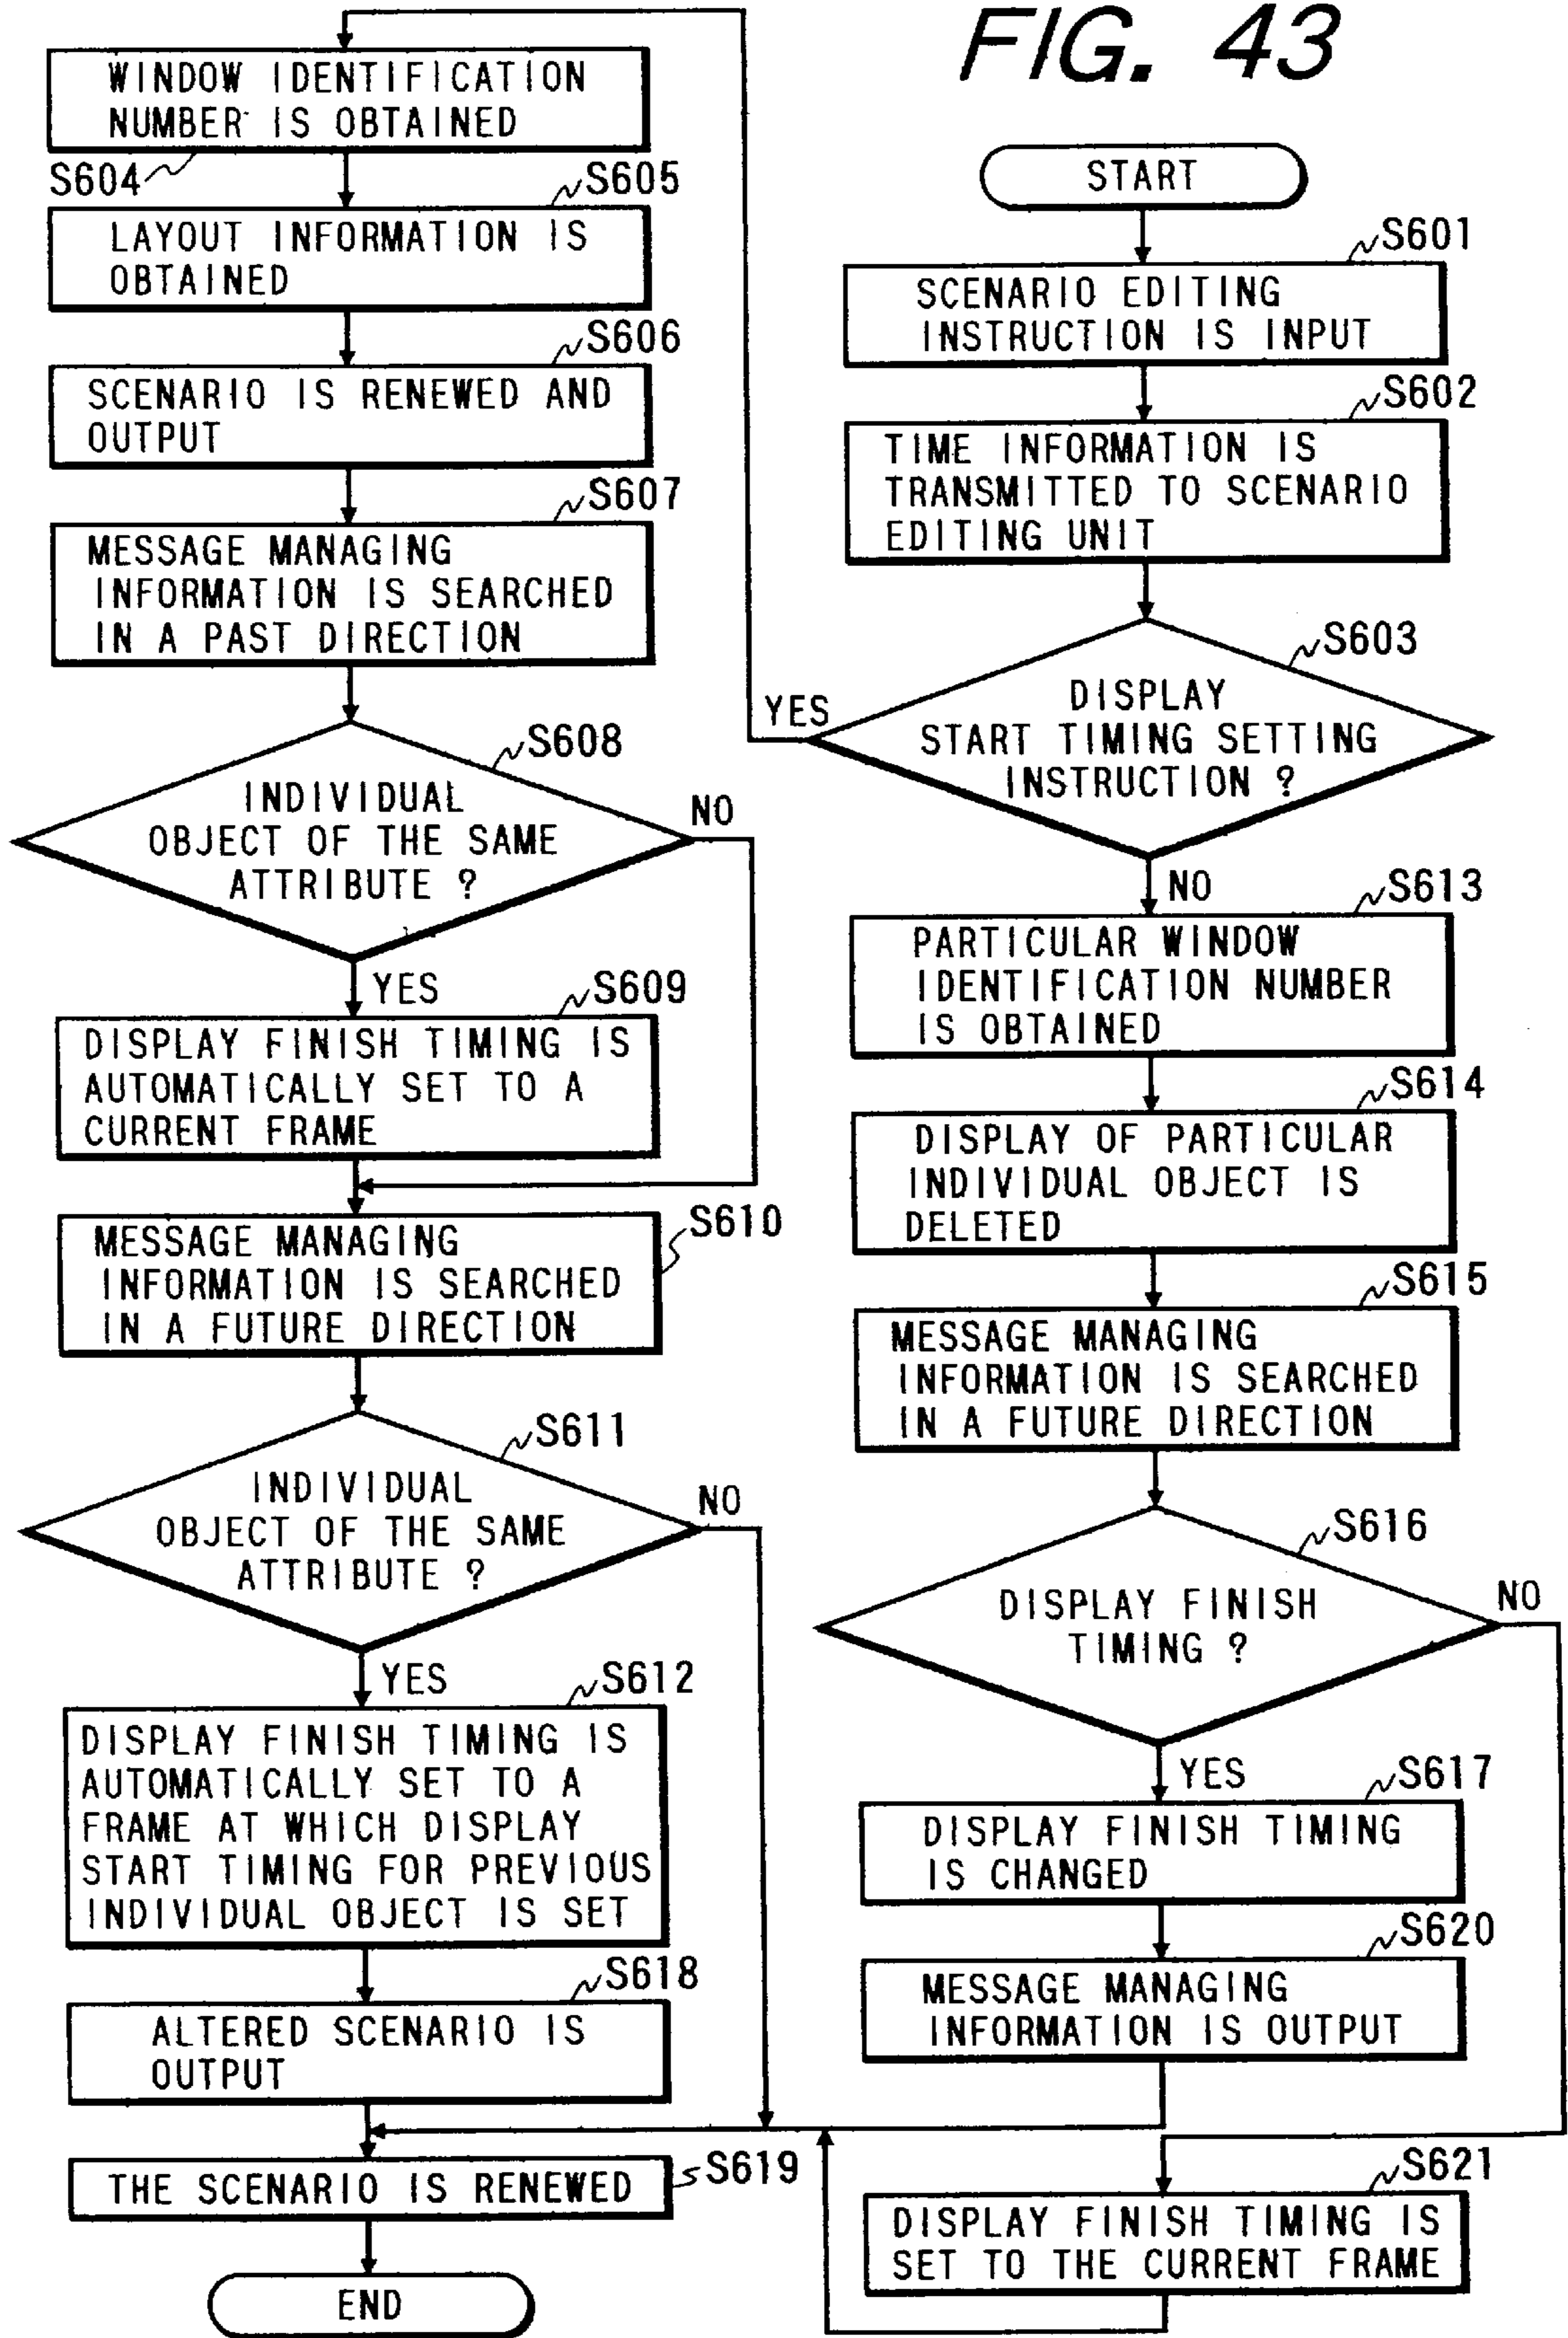 FIG. 43
START
S601
SCENARIO EDITING
INSTRUCTION IS INPUT
S602
TIME INFORMATION IS
TRANSMITTED TO SCENARIO
EDITING UNIT
S603
DISPLAY
START TIMING SETTING
INSTRUCTION ?
YES
NO
WINDOW IDENTIFICATION
NUMBER IS OBTAINED
S604
S605
LAYOUT INFORMATION IS
OBTAINED
S606
SCENARIO IS RENEWED AND
OUTPUT
S607
MESSAGE MANAGING
INFORMATION IS SEARCHED
IN A PAST DIRECTION
S608
INDIVIDUAL
OBJECT OF THE SAME
ATTRIBUTE ?
NO
YES
S609
DISPLAY FINISH TIMING IS
AUTOMATICALLY SET TO A
CURRENT FRAME
S610
MESSAGE MANAGING
INFORMATION IS SEARCHED
IN A FUTURE DIRECTION
S611
INDIVIDUAL
OBJECT OF THE SAME
ATTRIBUTE ?
NO
YES
S612
DISPLAY FINISH TIMING IS
AUTOMATICALLY SET TO A
FRAME AT WHICH DISPLAY
START TIMING FOR PREVIOUS
INDIVIDUAL OBJECT IS SET
S618
ALTERED SCENARIO IS
OUTPUT
S619
THE SCENARIO IS RENEWED
END
S613
PARTICULAR WINDOW
IDENTIFICATION NUMBER
IS OBTAINED
S614
DISPLAY OF PARTICULAR
INDIVIDUAL OBJECT IS
DELETED
S615
MESSAGE MANAGING
INFORMATION IS SEARCHED
IN A FUTURE DIRECTION
S616
DISPLAY FINISH
TIMING ?
NO
YES
S617
DISPLAY FINISH TIMING
IS CHANGED
S620
MESSAGE MANAGING
INFORMATION IS OUTPUT
S621
DISPLAY FINISH TIMING IS
SET TO THE CURRENT FRAME